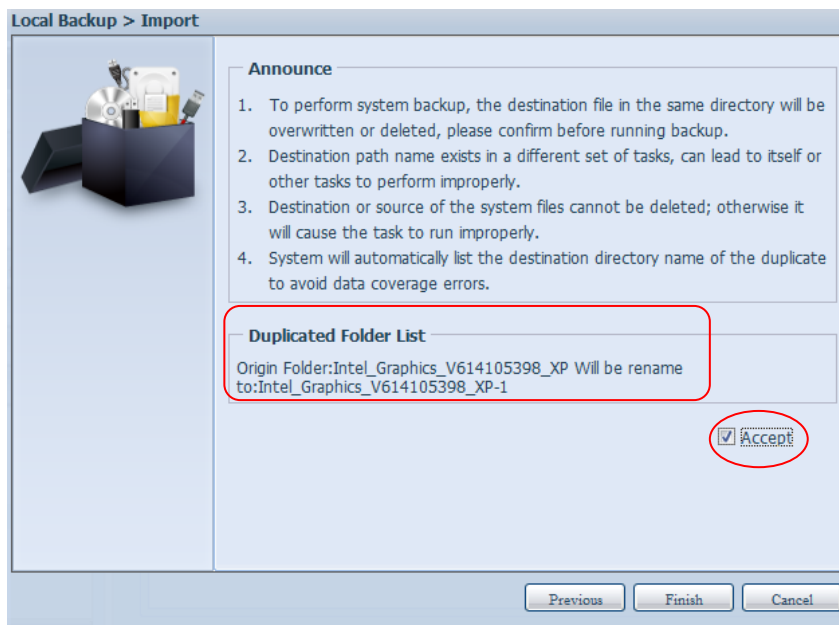 Local Backup > Import
Announce
1. To perform system backup, the destination file in the same directory will be
overwritten or deleted, please confirm before running backup.
2. Destination path name exists in a different set of tasks, can lead to itself or
other tasks to perform improperly.
3. Destination or source of the system files cannot be deleted; otherwise it
will cause the task to run improperly.
4. System will automatically list the destination directory name of the duplicate
to avoid data coverage errors.
Duplicated Folder List
Origin Folder:Intel_Graphics_V614105398_XP Will be rename
to:Intel_Graphics_V614105398_XP-1
Accept
Previous Finish Cancel